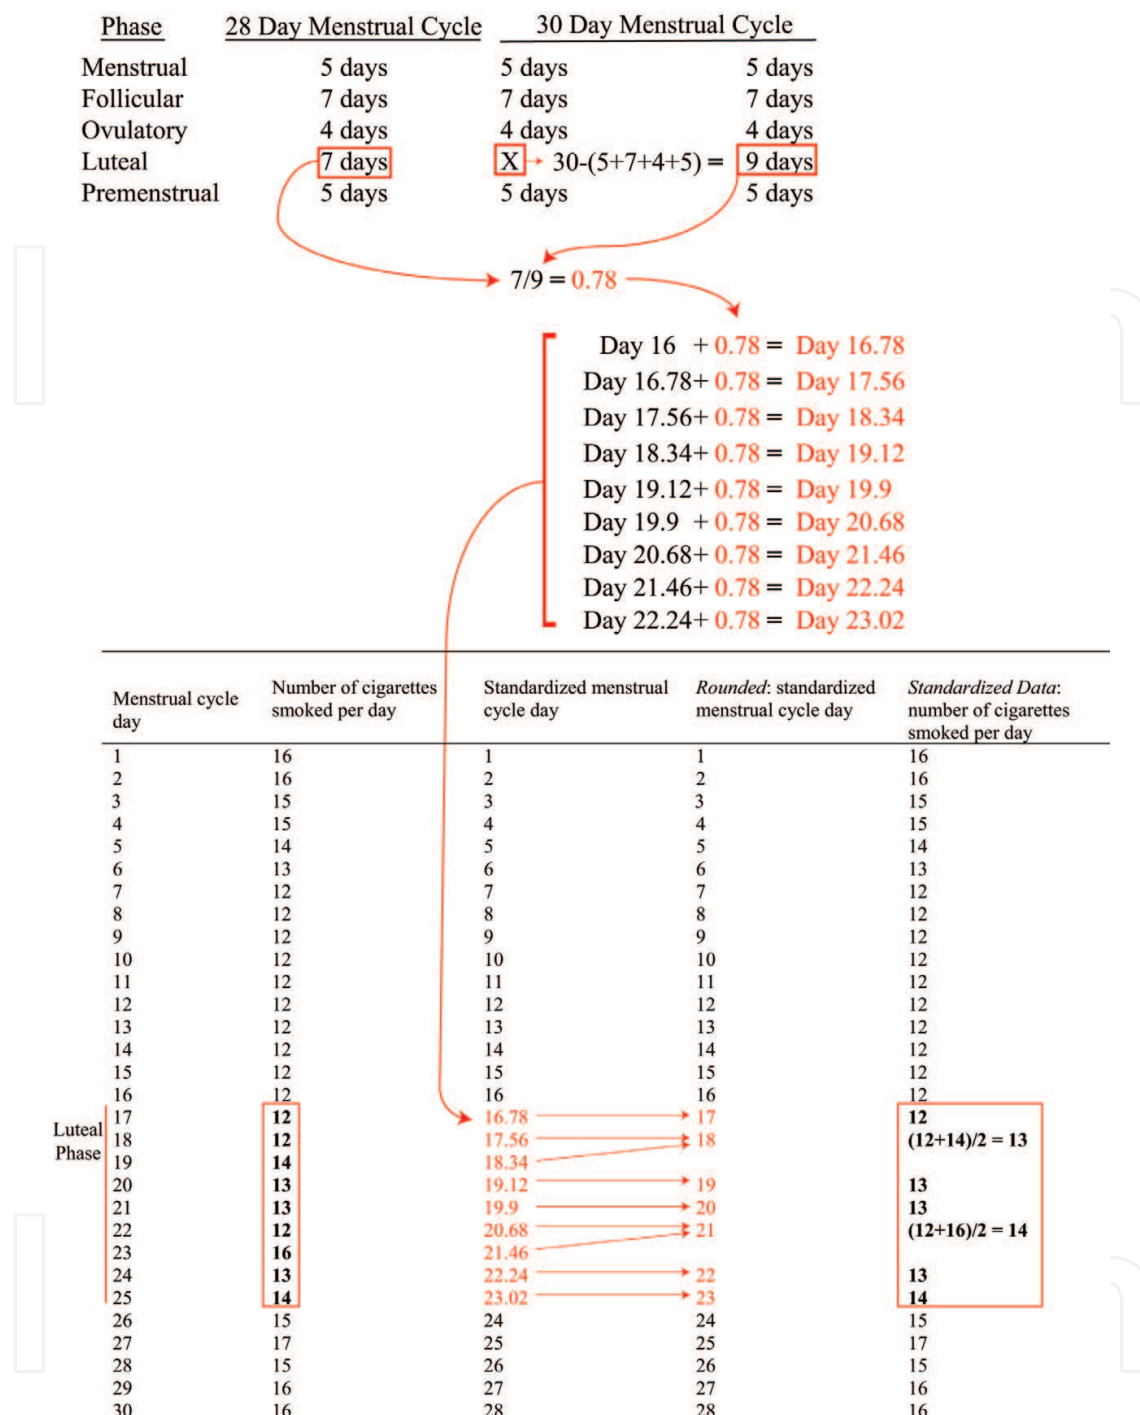 Phase 28 Day Menstrual Cycle 30 Day Menstrual Cycle
Menstrual 5 days 5 days 5 days
Follicular 7 days 7 days 7 days
Ovulatory 4 days 4 days 4 days
Luteal 7 days X 30-(5+7+4+5) = 9 days
Premenstrual 5 days 5 days 5 days
7/9 = 0.78
Day 16 + 0.78 = Day 16.78
Day 16.78+ 0.78 = Day 17.56
Day 17.56+ 0.78 = Day 18.34
Day 18.34+ 0.78 = Day 19.12
Day 19.12+ 0.78 = Day 19.9
Day 19.9 + 0.78 = Day 20.68
Day 20.68+ 0.78 = Day 21.46
Day 21.46+ 0.78 = Day 22.24
Day 22.24+ 0.78 = Day 23.02
Menstrual cycle day
Number of cigarettes smoked per day
Standardized menstrual cycle day
Rounded: standardized menstrual cycle day
Standardized Data: number of cigarettes smoked per day
1 16 1 1 16
2 16 2 2 16
3 15 3 3 15
4 15 4 4 15
5 14 5 5 14
6 13 6 6 13
7 12 7 7 12
8 12 8 8 12
9 12 9 9 12
10 12 10 10 12
11 12 11 11 12
12 12 12 12 12
13 12 13 13 12
14 12 14 14 12
15 12 15 15 12
16 12 16 16 12
Luteal Phase
17 12 16.78 17 12
18 12 17.56 18 (12+14)/2 = 13
19 14 18.34
20 13 19.12 19 13
21 13 19.9 20 13
22 12 20.68 21 (12+16)/2 = 14
23 16 21.46
24 13 22.24 22 13
25 14 23.02 23 14
26 15 24 24 15
27 17 25 25 17
28 15 26 26 15
29 16 27 27 16
30 16 28 28 16